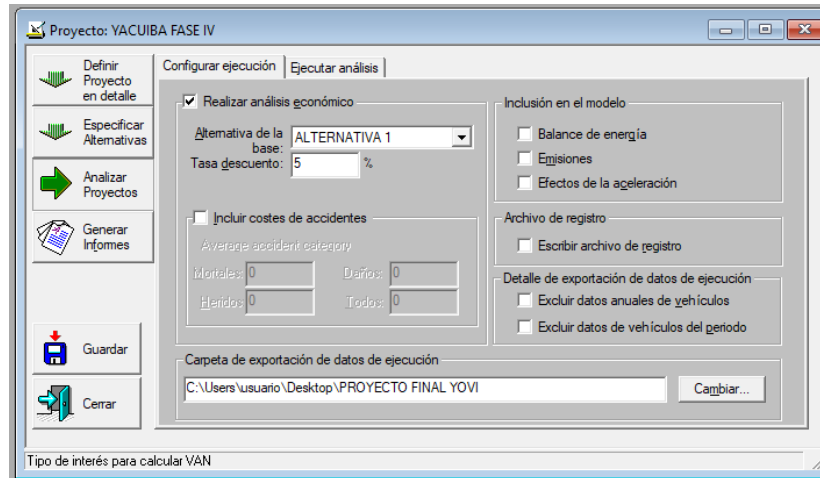 Proyecto: YACUIBA FASE IV
Definir
Proyecto
en detalle
Especificar
Alternativas
Analizar
Proyectos
Generar
Informes
Guardar
Cerrar
Configurar ejecución
Ejecutar análisis
Realizar análisis económico
Alternativa de la
base:
ALTERNATIVA 1
Tasa descuento:
5
%
Incluir costes de accidentes
Average accident category
Mortales:
0
Daños:
0
Heridos:
0
Todos:
0
Inclusión en el modelo
Balance de energía
Emisiones
Efectos de la aceleración
Archivo de registro
Escribir archivo de registro
Detalle de exportación de datos de ejecución
Excluir datos anuales de vehículos
Excluir datos de vehículos del periodo
Carpeta de exportación de datos de ejecución
C:\Users\usuario\Desktop\PROYECTO FINAL YOVI
Cambiar...
Tipo de interés para calcular VAN